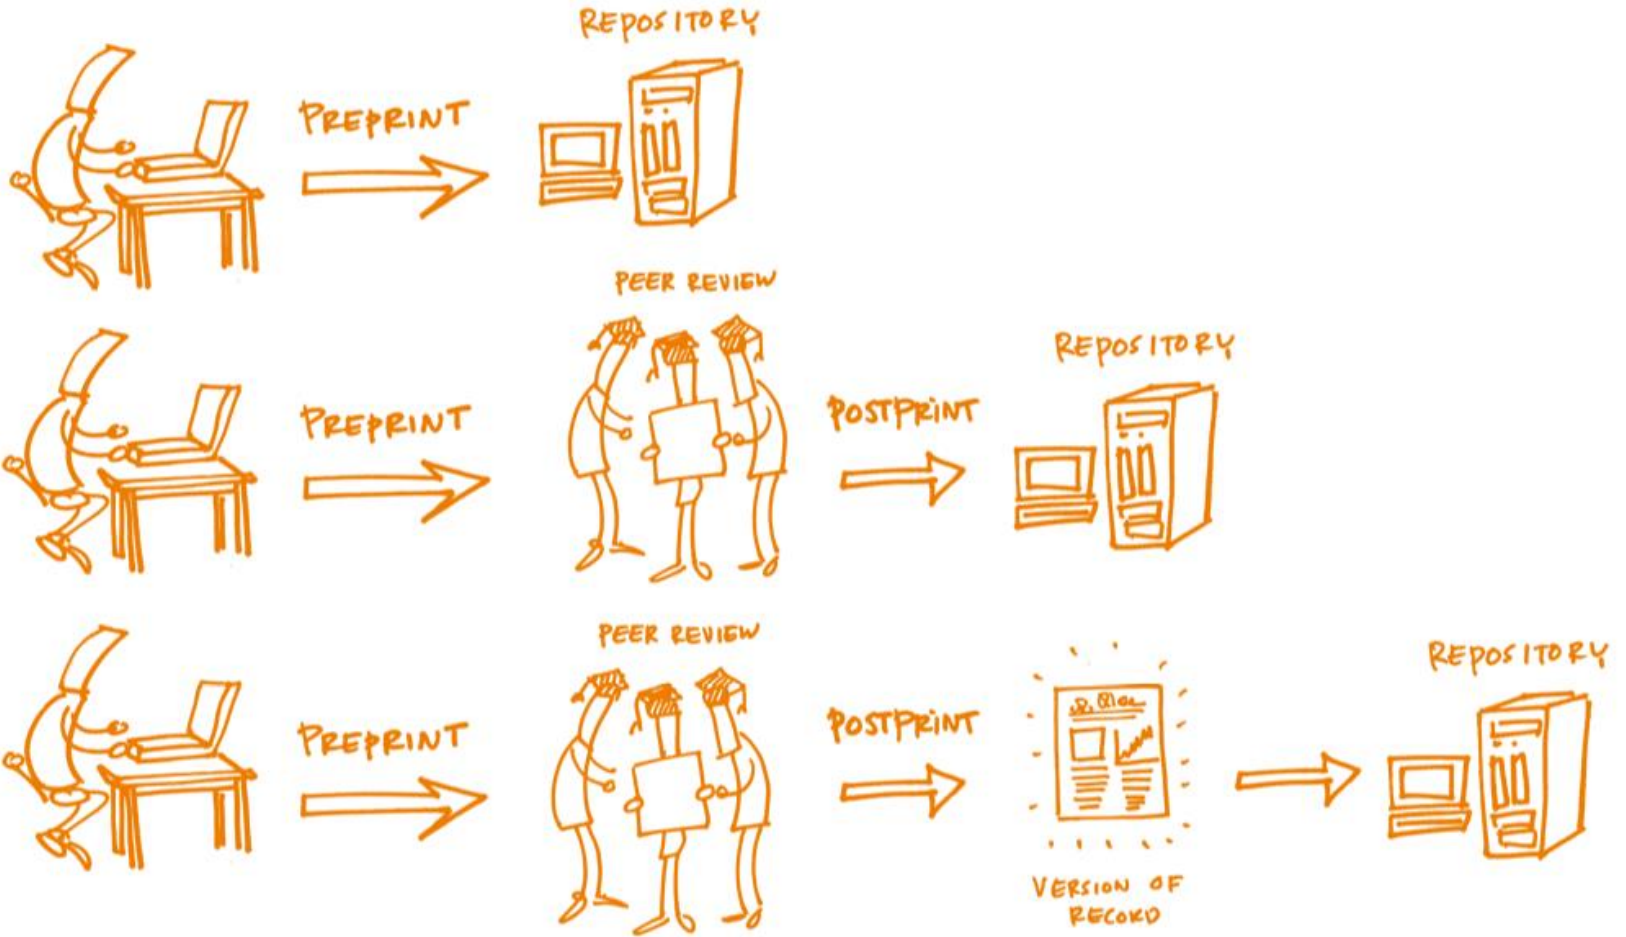 REPOSITORY
PREPRINT
PEER REVIEW
REPOSITORY
PREPRINT
POSTPRINT
PEER REVIEW
REPOSITORY
PREPRINT
POSTPRINT
VERSION OF
RECORD